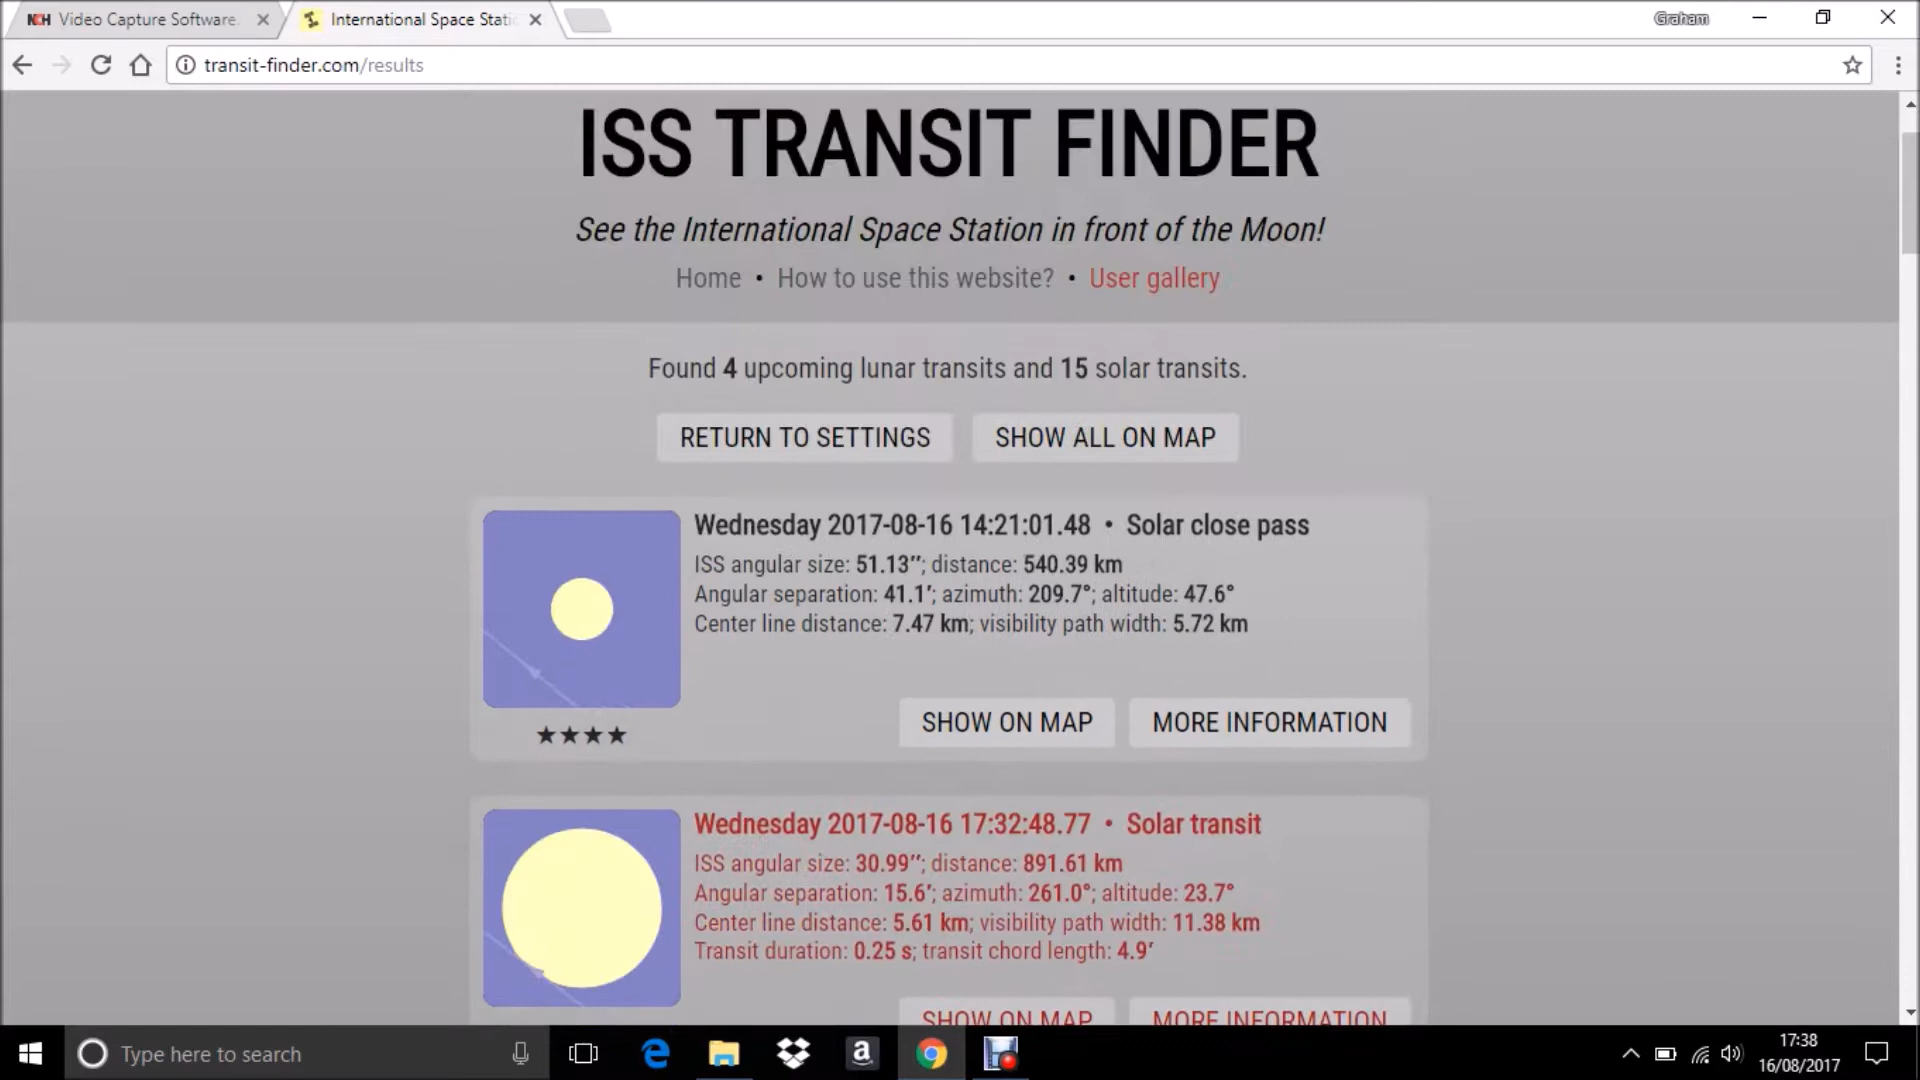 NCH Video Capture Software.
International Space Stati
Graham
transit-finder.com/results
ISS TRANSIT FINDER
See the International Space Station in front of the Moon!
Home • How to use this website? • User gallery
Found 4 upcoming lunar transits and 15 solar transits.
RETURN TO SETTINGS
SHOW ALL ON MAP
Wednesday 2017-08-16 14:21:01.48 • Solar close pass
ISS angular size: 51.13″; distance: 540.39 km
Angular separation: 41.1′; azimuth: 209.7°; altitude: 47.6°
Center line distance: 7.47 km; visibility path width: 5.72 km
★★★★
SHOW ON MAP
MORE INFORMATION
Wednesday 2017-08-16 17:32:48.77 • Solar transit
ISS angular size: 30.99″; distance: 891.61 km
Angular separation: 15.6′; azimuth: 261.0°; altitude: 23.7°
Center line distance: 5.61 km; visibility path width: 11.38 km
Transit duration: 0.25 s; transit chord length: 4.9′
SHOW ON MAP
MORE INFORMATION
Type here to search
17:38
16/08/2017